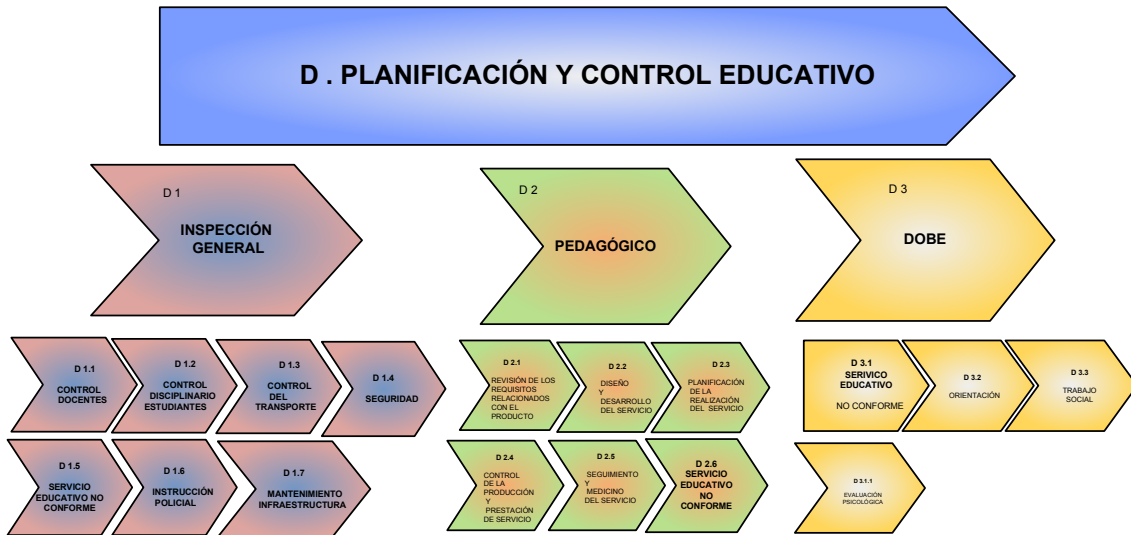 D . PLANIFICACIÓN Y CONTROL EDUCATIVO
D 1
INSPECCIÓN
GENERAL
D 2
PEDAGÓGICO
D 3
DOBE
D 1.1
CONTROL
DOCENTES
D 1.2
CONTROL
DISCIPLINARIO
ESTUDIANTES
D 1.3
CONTROL
DEL
TRANSPORTE
D 1.4
SEGURIDAD
D 2.1
REVISIÓN DE LOS
REQUISITOS
RELACIONADOS
CON EL
PRODUCTO
D 2.2
DISEÑO
Y
DESARROLLO
DEL SERVICIO
D 2.3
PLANIFICACIÓN
DE LA
REALIZACIÓN
DEL SERVICIO
D 3.1
SERIVICO
EDUCATIVO
NO CONFORME
D 3.2
ORIENTACIÓN
D 3.3
TRABAJO
SOCIAL
D 1.5
SERVICIO
EDUCATIVO NO
CONFORME
D 1.6
INSTRUCCIÓN
POLICIAL
D 1.7
MANTENIMIENTO
INFRAESTRUCTURA
D 2.4
CONTROL
DE LA
PRODUCCIÓN
Y
PRESTACIÓN
DE SERVICIO
D 2.5
SEGUIMIENTO
Y
MEDICINO
DEL SERVICIO
D 2.6
SERVICIO
EDUCATIVO
NO
CONFORME
D 3.1.1
EVALUACIÓN
PSICOLÓGICA